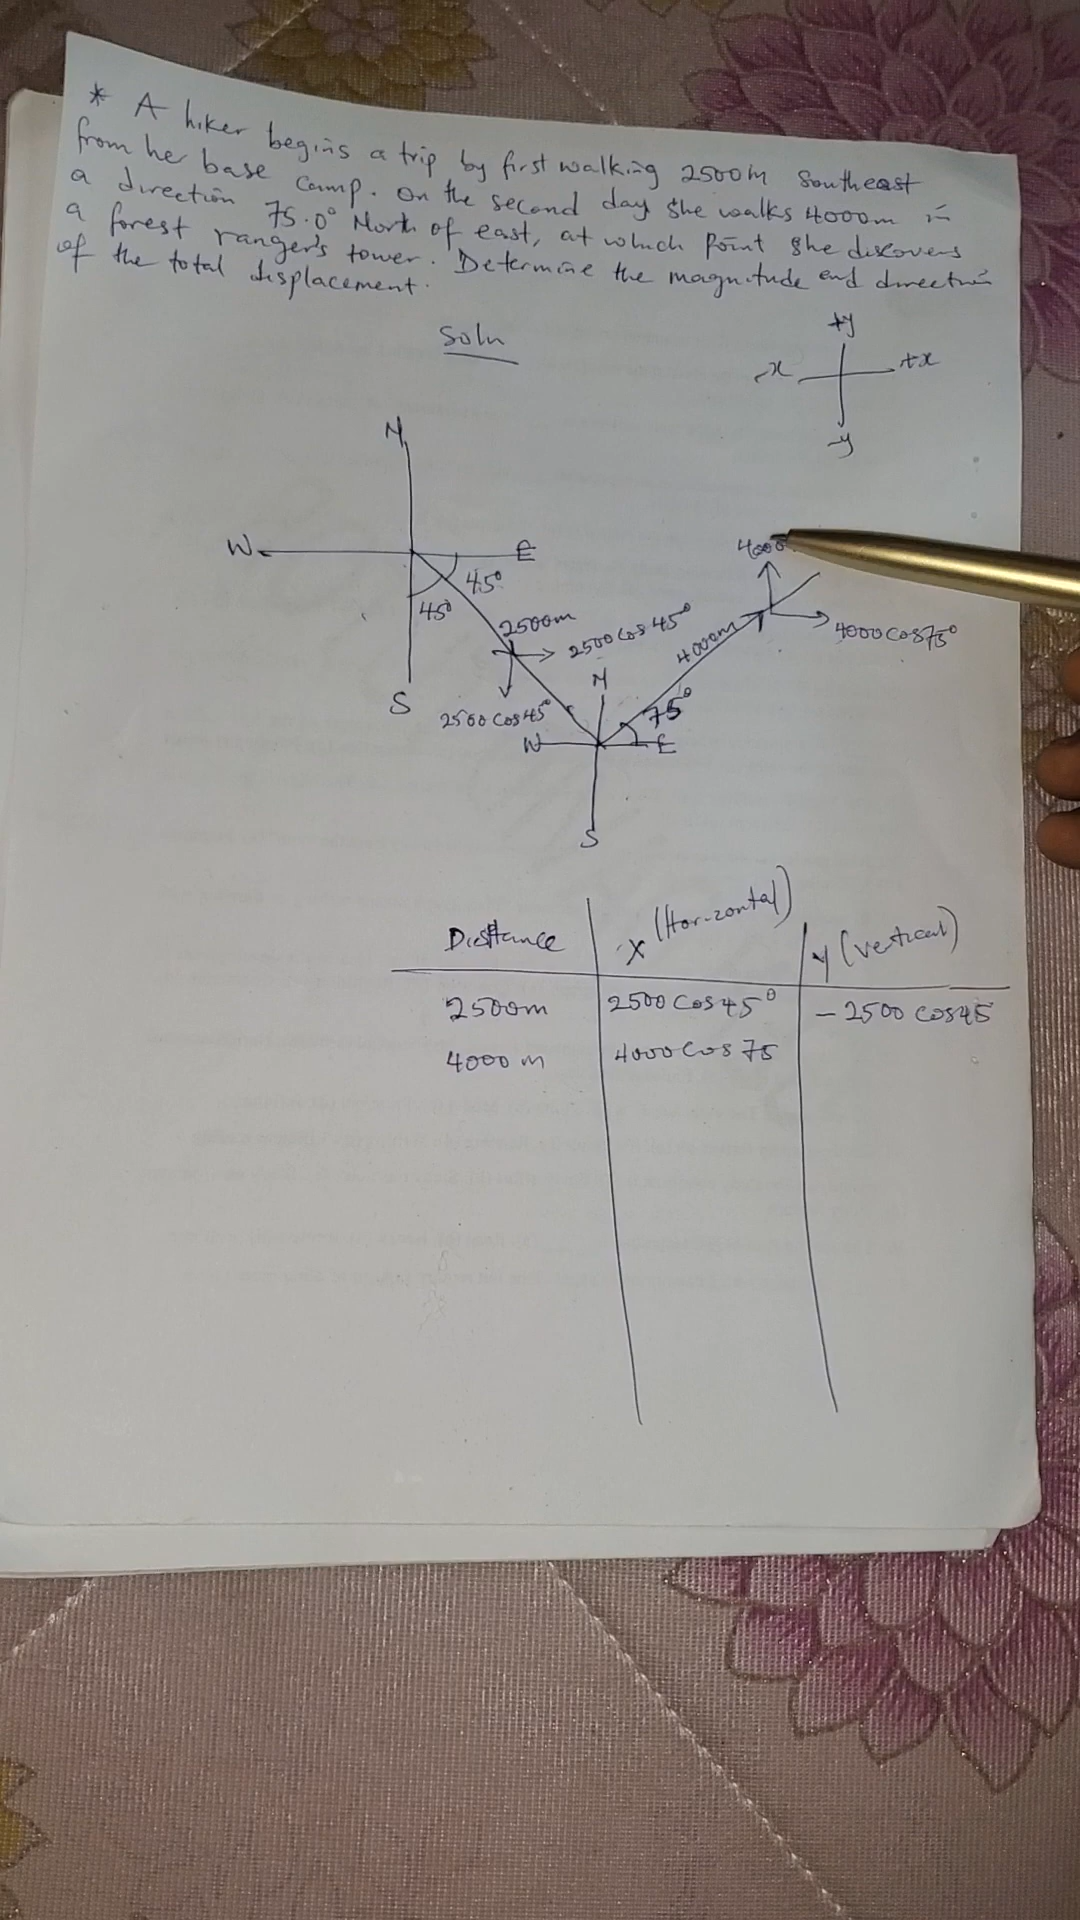 * A hiker begins a trip by first walking 2500m Southeast
from her base camp. On the second day she walks 4000m in
a direction 75.0° North of east, at which point she discovers
a forest ranger's tower. Determine the magnitude and direction
of the total displacement.
Soln
+y
-x +x
-y
N
W E
45°
45°
S
2500m
2500 cos 45°
2500 cos 45°
N
W E
S
75°
4000m
4000
4000 cos 75°
Distance X (Horizontal) Y (vertical)
2500m 2500 cos 45° - 2500 cos 45
4000 m 4000 cos 75